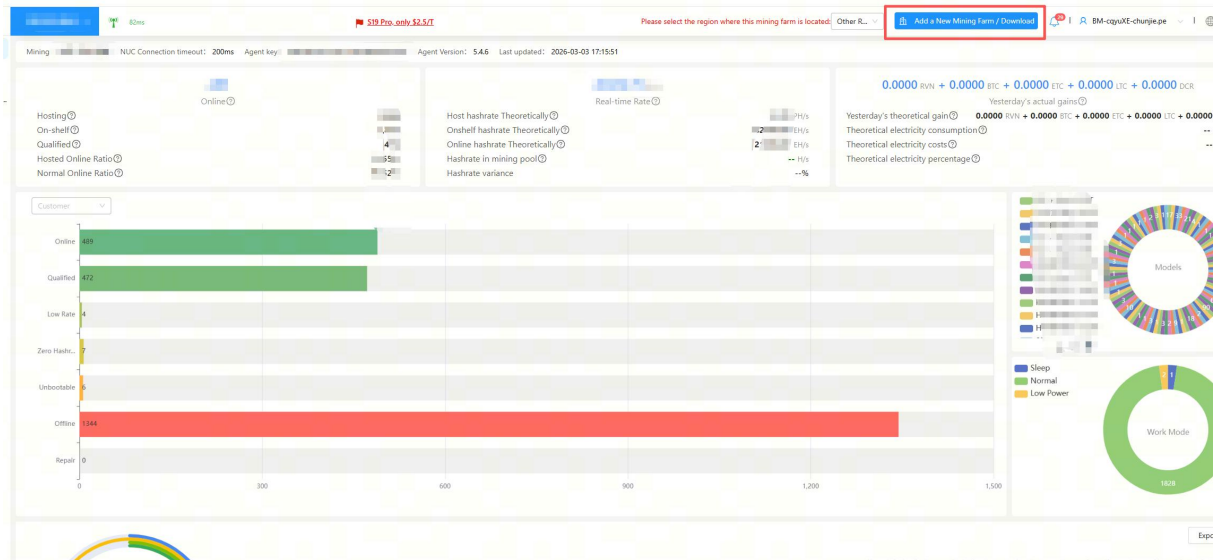 82ms
S19 Pro, only $2.5/T
Please select the region where this mining farm is located: Other R...
Add a New Mining Farm / Download
28
BM-cqyuXE-chunjie.pe
Mining
NUC Connection timeout: 200ms
Agent key:
Agent Version: 5.4.6
Last updated: 2026-03-03 17:15:51
Online
Hosting
On-shelf
Qualified
Hosted Online Ratio
Normal Online Ratio
Real-time Rate
Host hashrate Theoretically PH/s
Onshelf hashrate Theoretically EH/s
Online hashrate Theoretically EH/s
Hashrate in mining pool -- H/s
Hashrate variance --%
0.0000 RVN + 0.0000 BTC + 0.0000 ETC + 0.0000 LTC + 0.0000 DCR
Yesterday's actual gains
Yesterday's theoretical gain 0.0000 RVN + 0.0000 BTC + 0.0000 ETC + 0.0000 LTC + 0.0000
Theoretical electricity consumption --
Theoretical electricity costs --
Theoretical electricity percentage
Customer
Online 489
Qualified 472
Low Rate 4
Zero Hashr... 7
Unbootable 6
Offline 1344
Repair 0
0 300 600 900 1,200 1,500
Models
Sleep
Normal
Low Power
2 1
Work Mode
1828
Expo